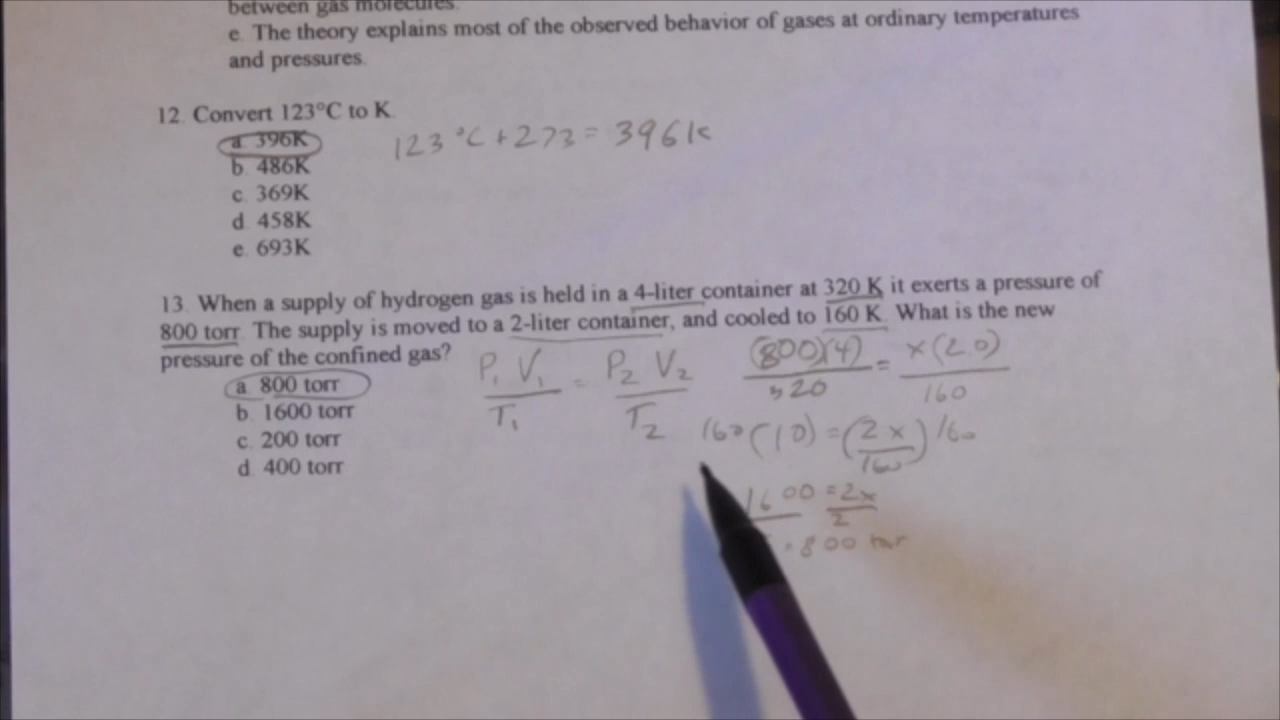 between gas molecules.
e. The theory explains most of the observed behavior of gases at ordinary temperatures
and pressures.
12. Convert 123°C to K.
a. 396K
123 °C + 273 = 396 K
b. 486K
c. 369K
d. 458K
e. 693K
13. When a supply of hydrogen gas is held in a 4-liter container at 320 K it exerts a pressure of
800 torr. The supply is moved to a 2-liter container, and cooled to 160 K. What is the new
pressure of the confined gas?
a. 800 torr
b. 1600 torr
c. 200 torr
d. 400 torr
P₁ V₁ = P₂ V₂
T₁ T₂
(800)(4) = x(2.0)
320 160
160 (10) = (2x) 160
160
1600 = 2x
2
800 torr